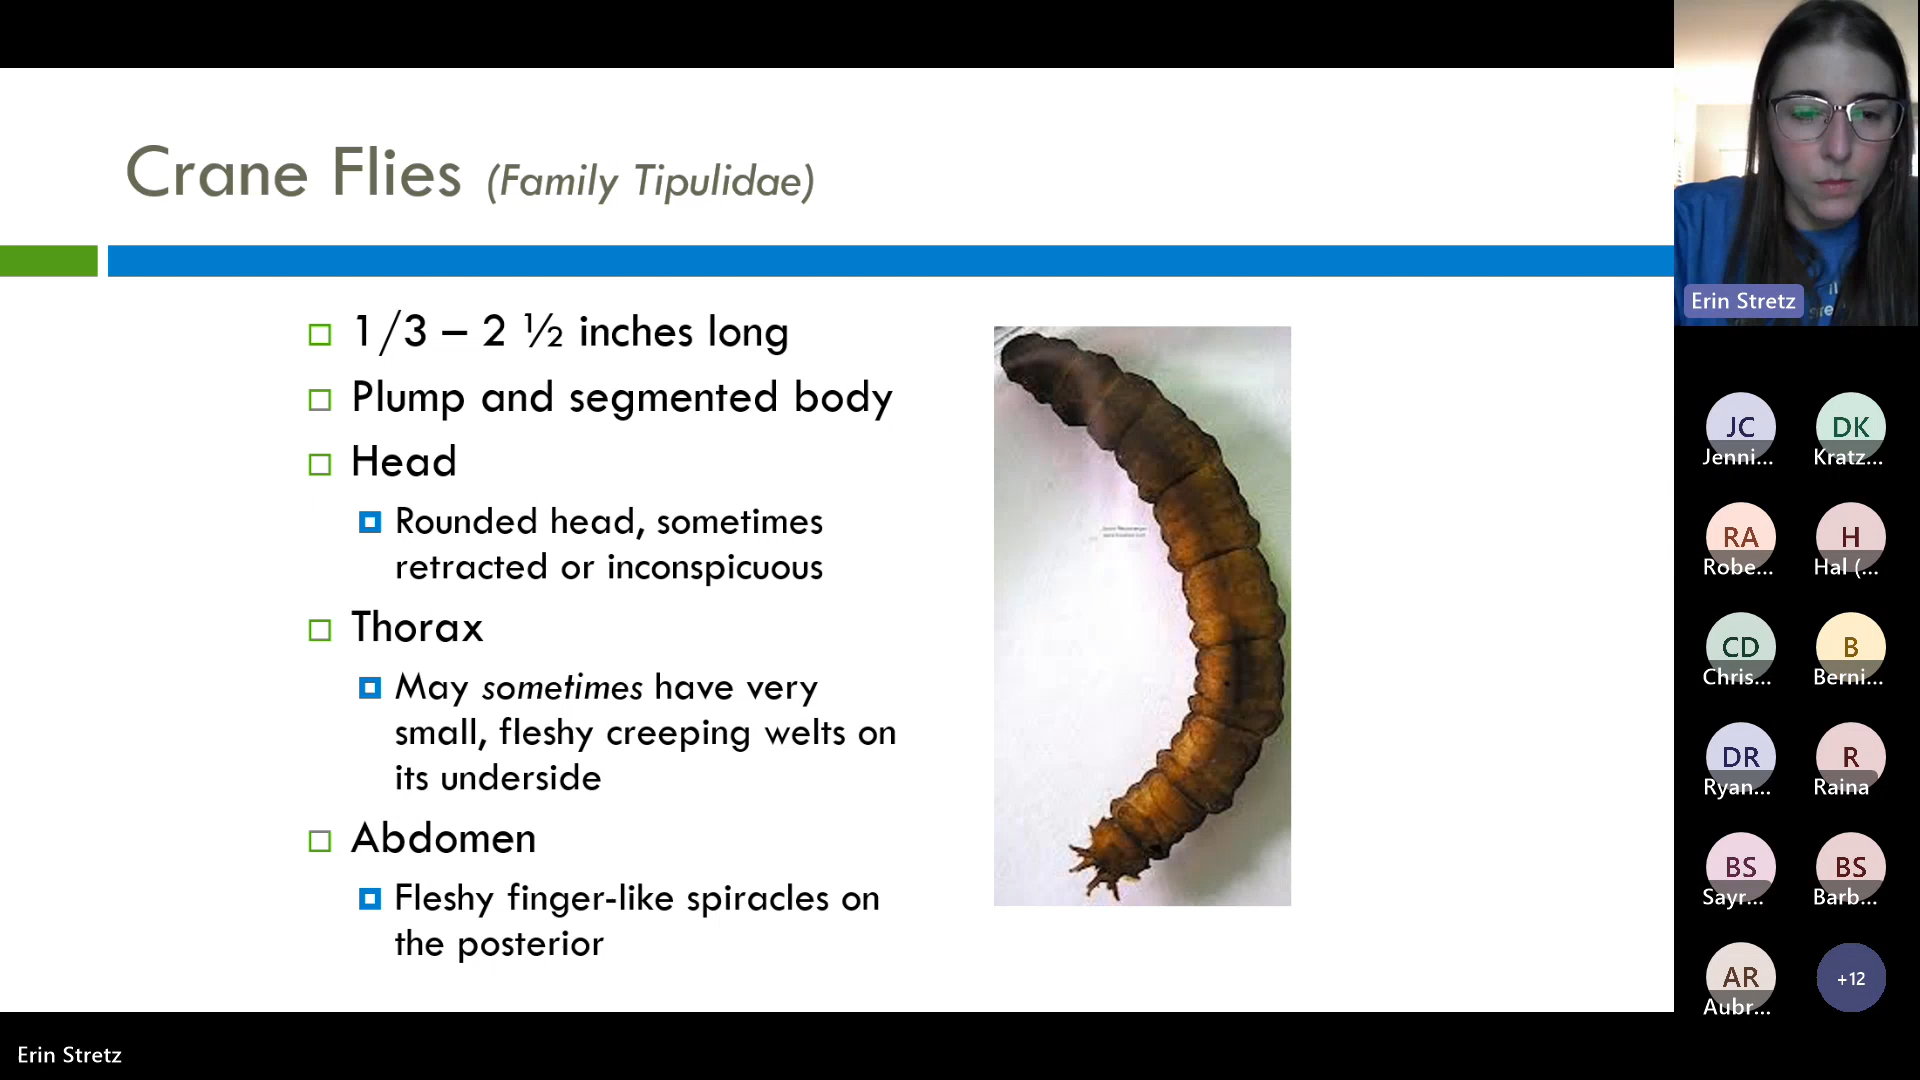 Crane Flies (Family Tipulidae)
1/3 – 2 ½ inches long
Plump and segmented body
Head
Rounded head, sometimes
retracted or inconspicuous
Thorax
May sometimes have very
small, fleshy creeping welts on
its underside
Abdomen
Fleshy finger-like spiracles on
the posterior
Erin Stretz
JC
Jenni...
DK
Kratz...
RA
Robe...
H
Hal (...
CD
Chris...
B
Berni...
DR
Ryan...
R
Raina
BS
Sayr...
BS
Barb...
AR
Aubr...
+12
Erin Stretz